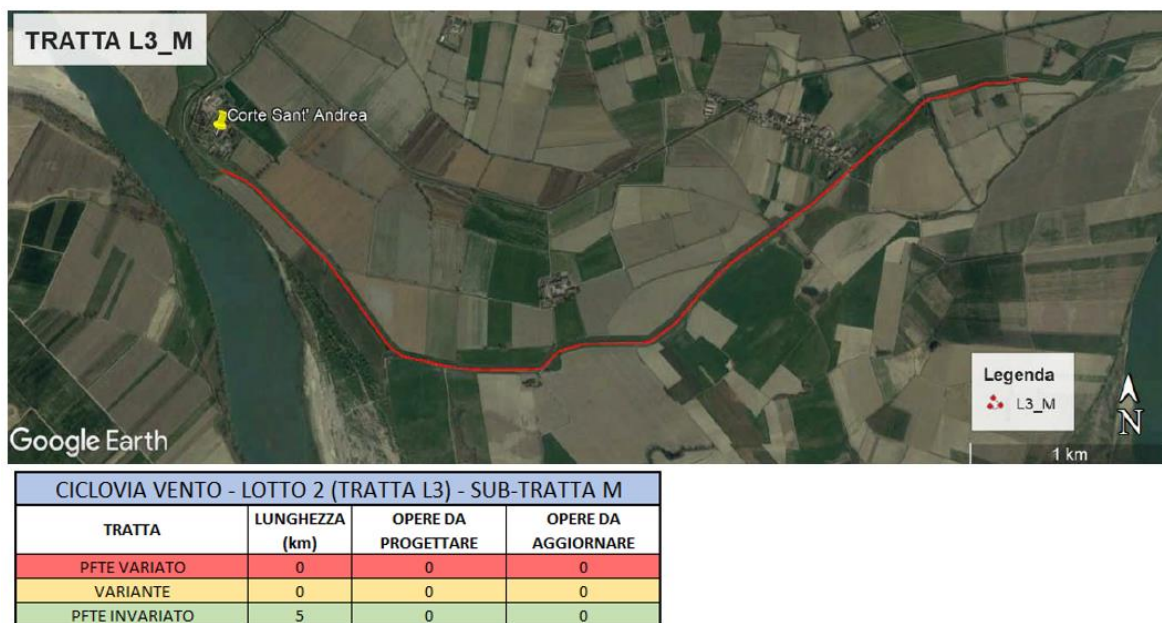 TRATTA L3_M
Corte Sant' Andrea
Legenda
L3_M
N
Google Earth
1 km
CICLOVIA VENTO - LOTTO 2 (TRATTA L3) - SUB-TRATTA M
TRATTA LUNGHEZZA (km) OPERE DA PROGETTARE OPERE DA AGGIORNARE
PFTE VARIATO 0 0 0
VARIANTE 0 0 0
PFTE INVARIATO 5 0 0